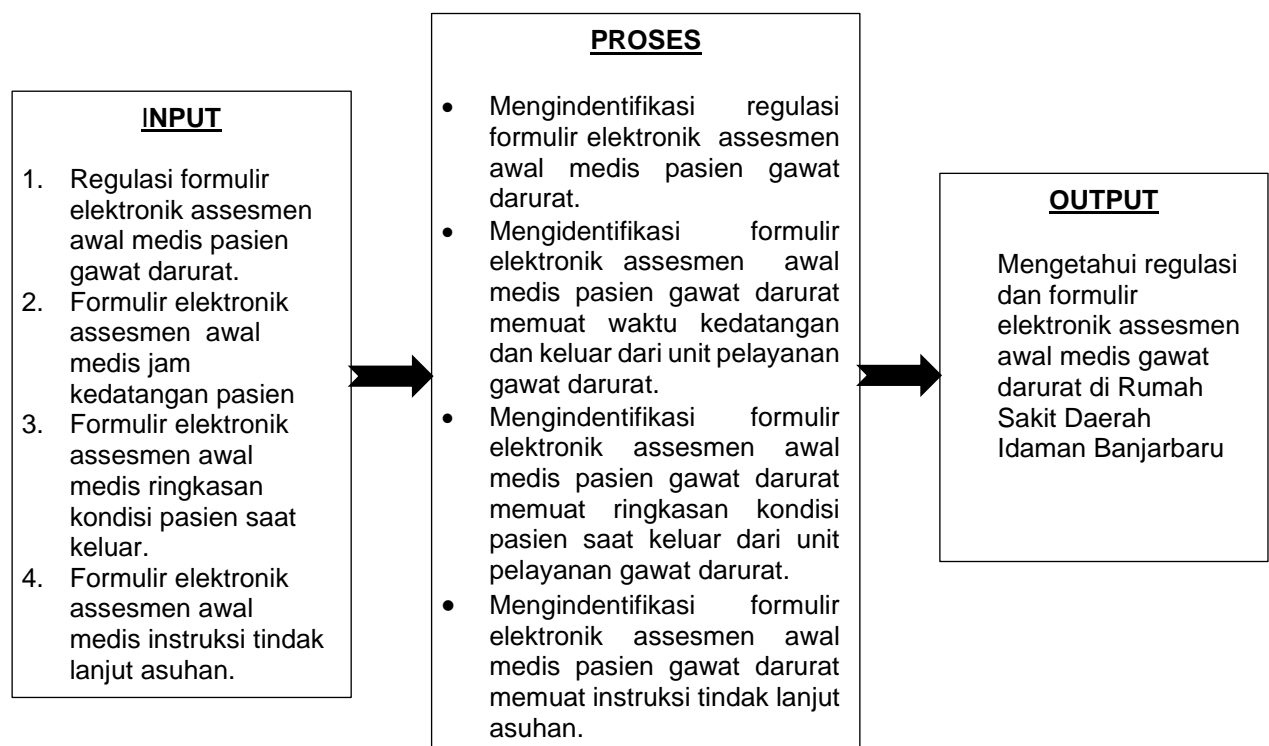 INPUT
1. Regulasi formulir
elektronik assesmen
awal medis pasien
gawat darurat.
2. Formulir elektronik
assesmen awal
medis jam
kedatangan pasien
3. Formulir elektronik
assesmen awal
medis ringkasan
kondisi pasien saat
keluar.
4. Formulir elektronik
assesmen awal
medis instruksi tindak
lanjut asuhan.
PROSES
• Mengindentifikasi regulasi
formulir elektronik assesmen
awal medis pasien gawat
darurat.
• Mengidentifikasi formulir
elektronik assesmen awal
medis pasien gawat darurat
memuat waktu kedatangan
dan keluar dari unit pelayanan
gawat darurat.
• Mengindentifikasi formulir
elektronik assesmen awal
medis pasien gawat darurat
memuat ringkasan kondisi
pasien saat keluar dari unit
pelayanan gawat darurat.
• Mengindentifikasi formulir
elektronik assesmen awal
medis pasien gawat darurat
memuat instruksi tindak lanjut
asuhan.
OUTPUT
Mengetahui regulasi
dan formulir
elektronik assesmen
awal medis gawat
darurat di Rumah
Sakit Daerah
Idaman Banjarbaru